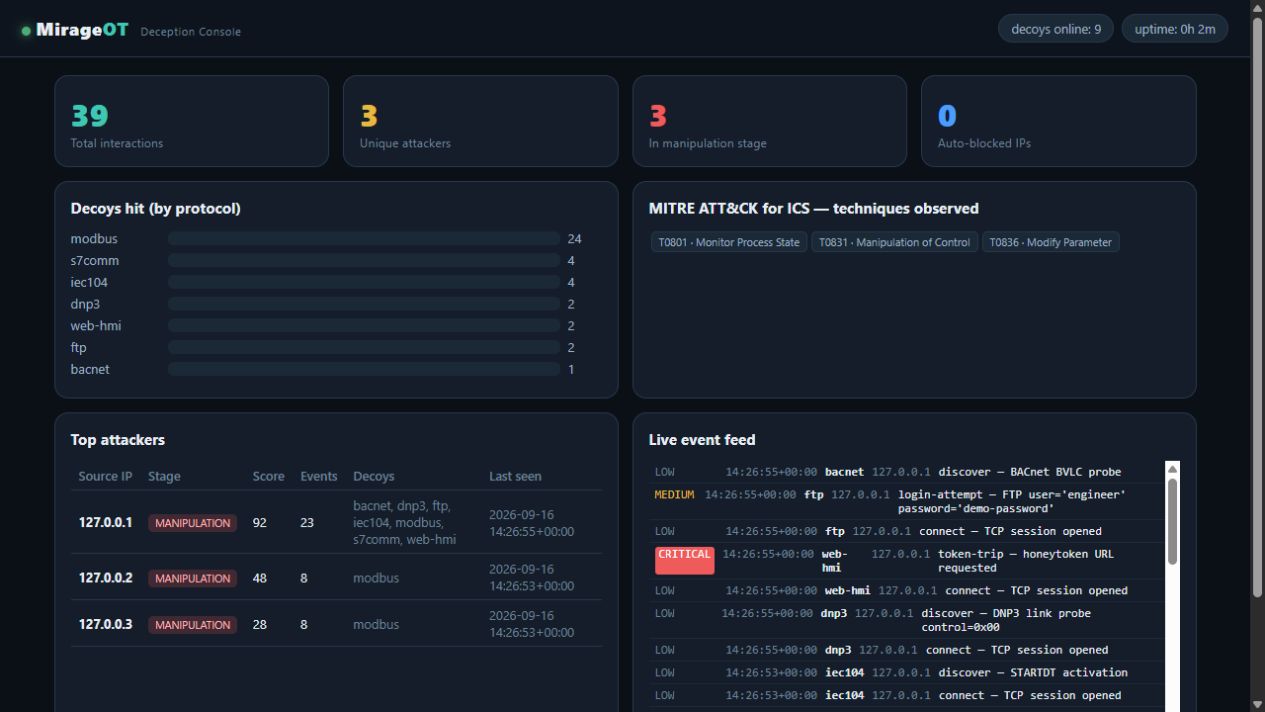 MirageOT Deception Console
decoys online: 9
uptime: 0h 2m
39
Total interactions
3
Unique attackers
3
In manipulation stage
0
Auto-blocked IPs
Decoys hit (by protocol)
modbus 24
s7comm 4
iec104 4
dnp3 2
web-hmi 2
ftp 2
bacnet 1
MITRE ATT&CK for ICS — techniques observed
T0801 · Monitor Process State
T0831 · Manipulation of Control
T0836 · Modify Parameter
Top attackers
Source IP Stage Score Events Decoys Last seen
127.0.0.1 MANIPULATION 92 23 bacnet, dnp3, ftp,
iec104, modbus,
s7comm, web-hmi
2026-09-16
14:26:55+00:00
127.0.0.2 MANIPULATION 48 8 modbus 2026-09-16
14:26:53+00:00
127.0.0.3 MANIPULATION 28 8 modbus 2026-09-16
14:26:53+00:00
Live event feed
LOW 14:26:55+00:00 bacnet 127.0.0.1 discover — BACnet BVLC probe
MEDIUM 14:26:55+00:00 ftp 127.0.0.1 login-attempt — FTP user='engineer'
password='demo-password'
LOW 14:26:55+00:00 ftp 127.0.0.1 connect — TCP session opened
CRITICAL 14:26:55+00:00 web-
hmi 127.0.0.1 token-trip — honeytoken URL
requested
LOW 14:26:55+00:00 web-hmi 127.0.0.1 connect — TCP session opened
LOW 14:26:55+00:00 dnp3 127.0.0.1 discover — DNP3 link probe
control=0x00
LOW 14:26:55+00:00 dnp3 127.0.0.1 connect — TCP session opened
LOW 14:26:53+00:00 iec104 127.0.0.1 discover — STARTDT activation
LOW 14:26:53+00:00 iec104 127.0.0.1 connect — TCP session opened